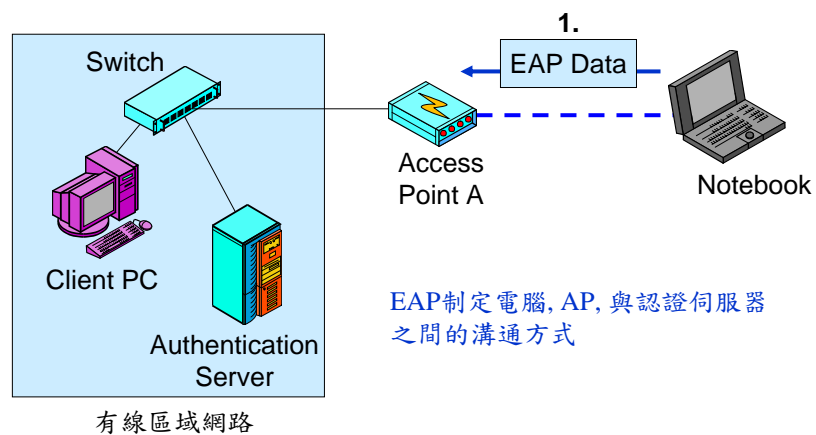 1.
EAP Data
Switch
Access
Point A
Notebook
Client PC
Authentication
Server
EAP制定電腦, AP, 與認證伺服器
之間的溝通方式
有線區域網路